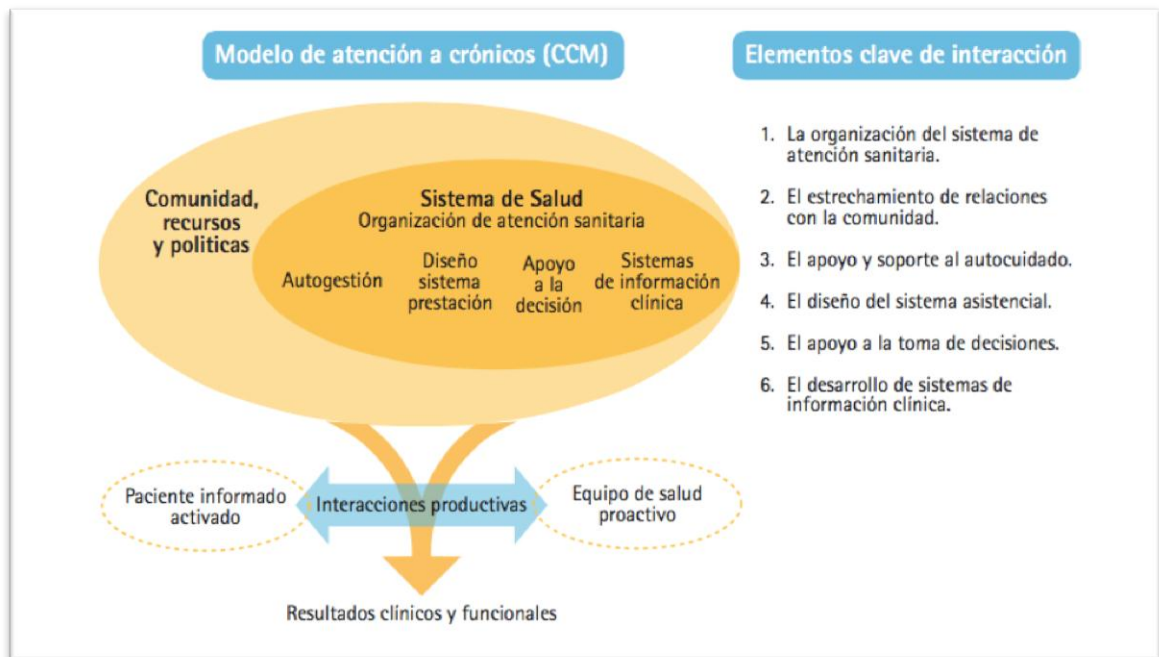 Modelo de atención a crónicos (CCM)
Comunidad,
recursos
y politicas
Sistema de Salud
Organización de atención sanitaria
Autogestión
Diseño
sistema
prestación
Apoyo
a la
decisión
Sistemas
de información
clínica
Paciente informado
activado
Interacciones productivas
Equipo de salud
proactivo
Resultados clínicos y funcionales
Elementos clave de interacción
1. La organización del sistema de
atención sanitaria.
2. El estrechamiento de relaciones
con la comunidad.
3. El apoyo y soporte al autocuidado.
4. El diseño del sistema asistencial.
5. El apoyo a la toma de decisiones.
6. El desarrollo de sistemas de
información clínica.